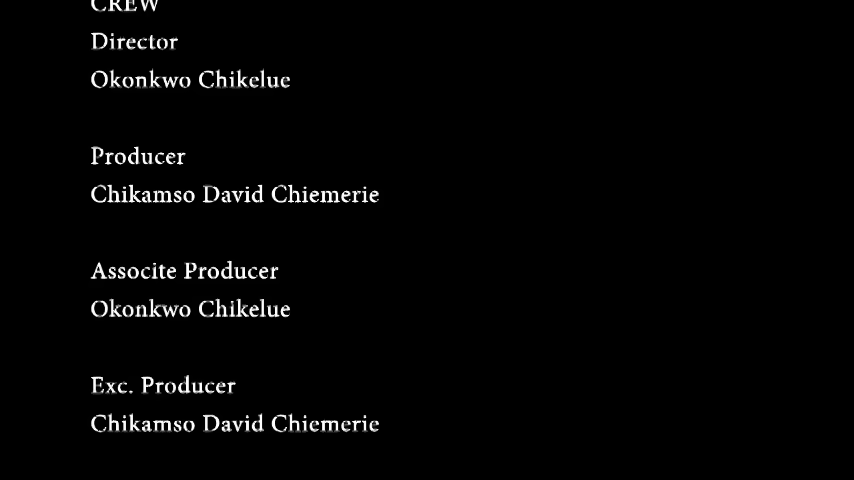 CREW
Director
Okonkwo Chikelue
Producer
Chikamso David Chiemerie
Associte Producer
Okonkwo Chikelue
Exc. Producer
Chikamso David Chiemerie